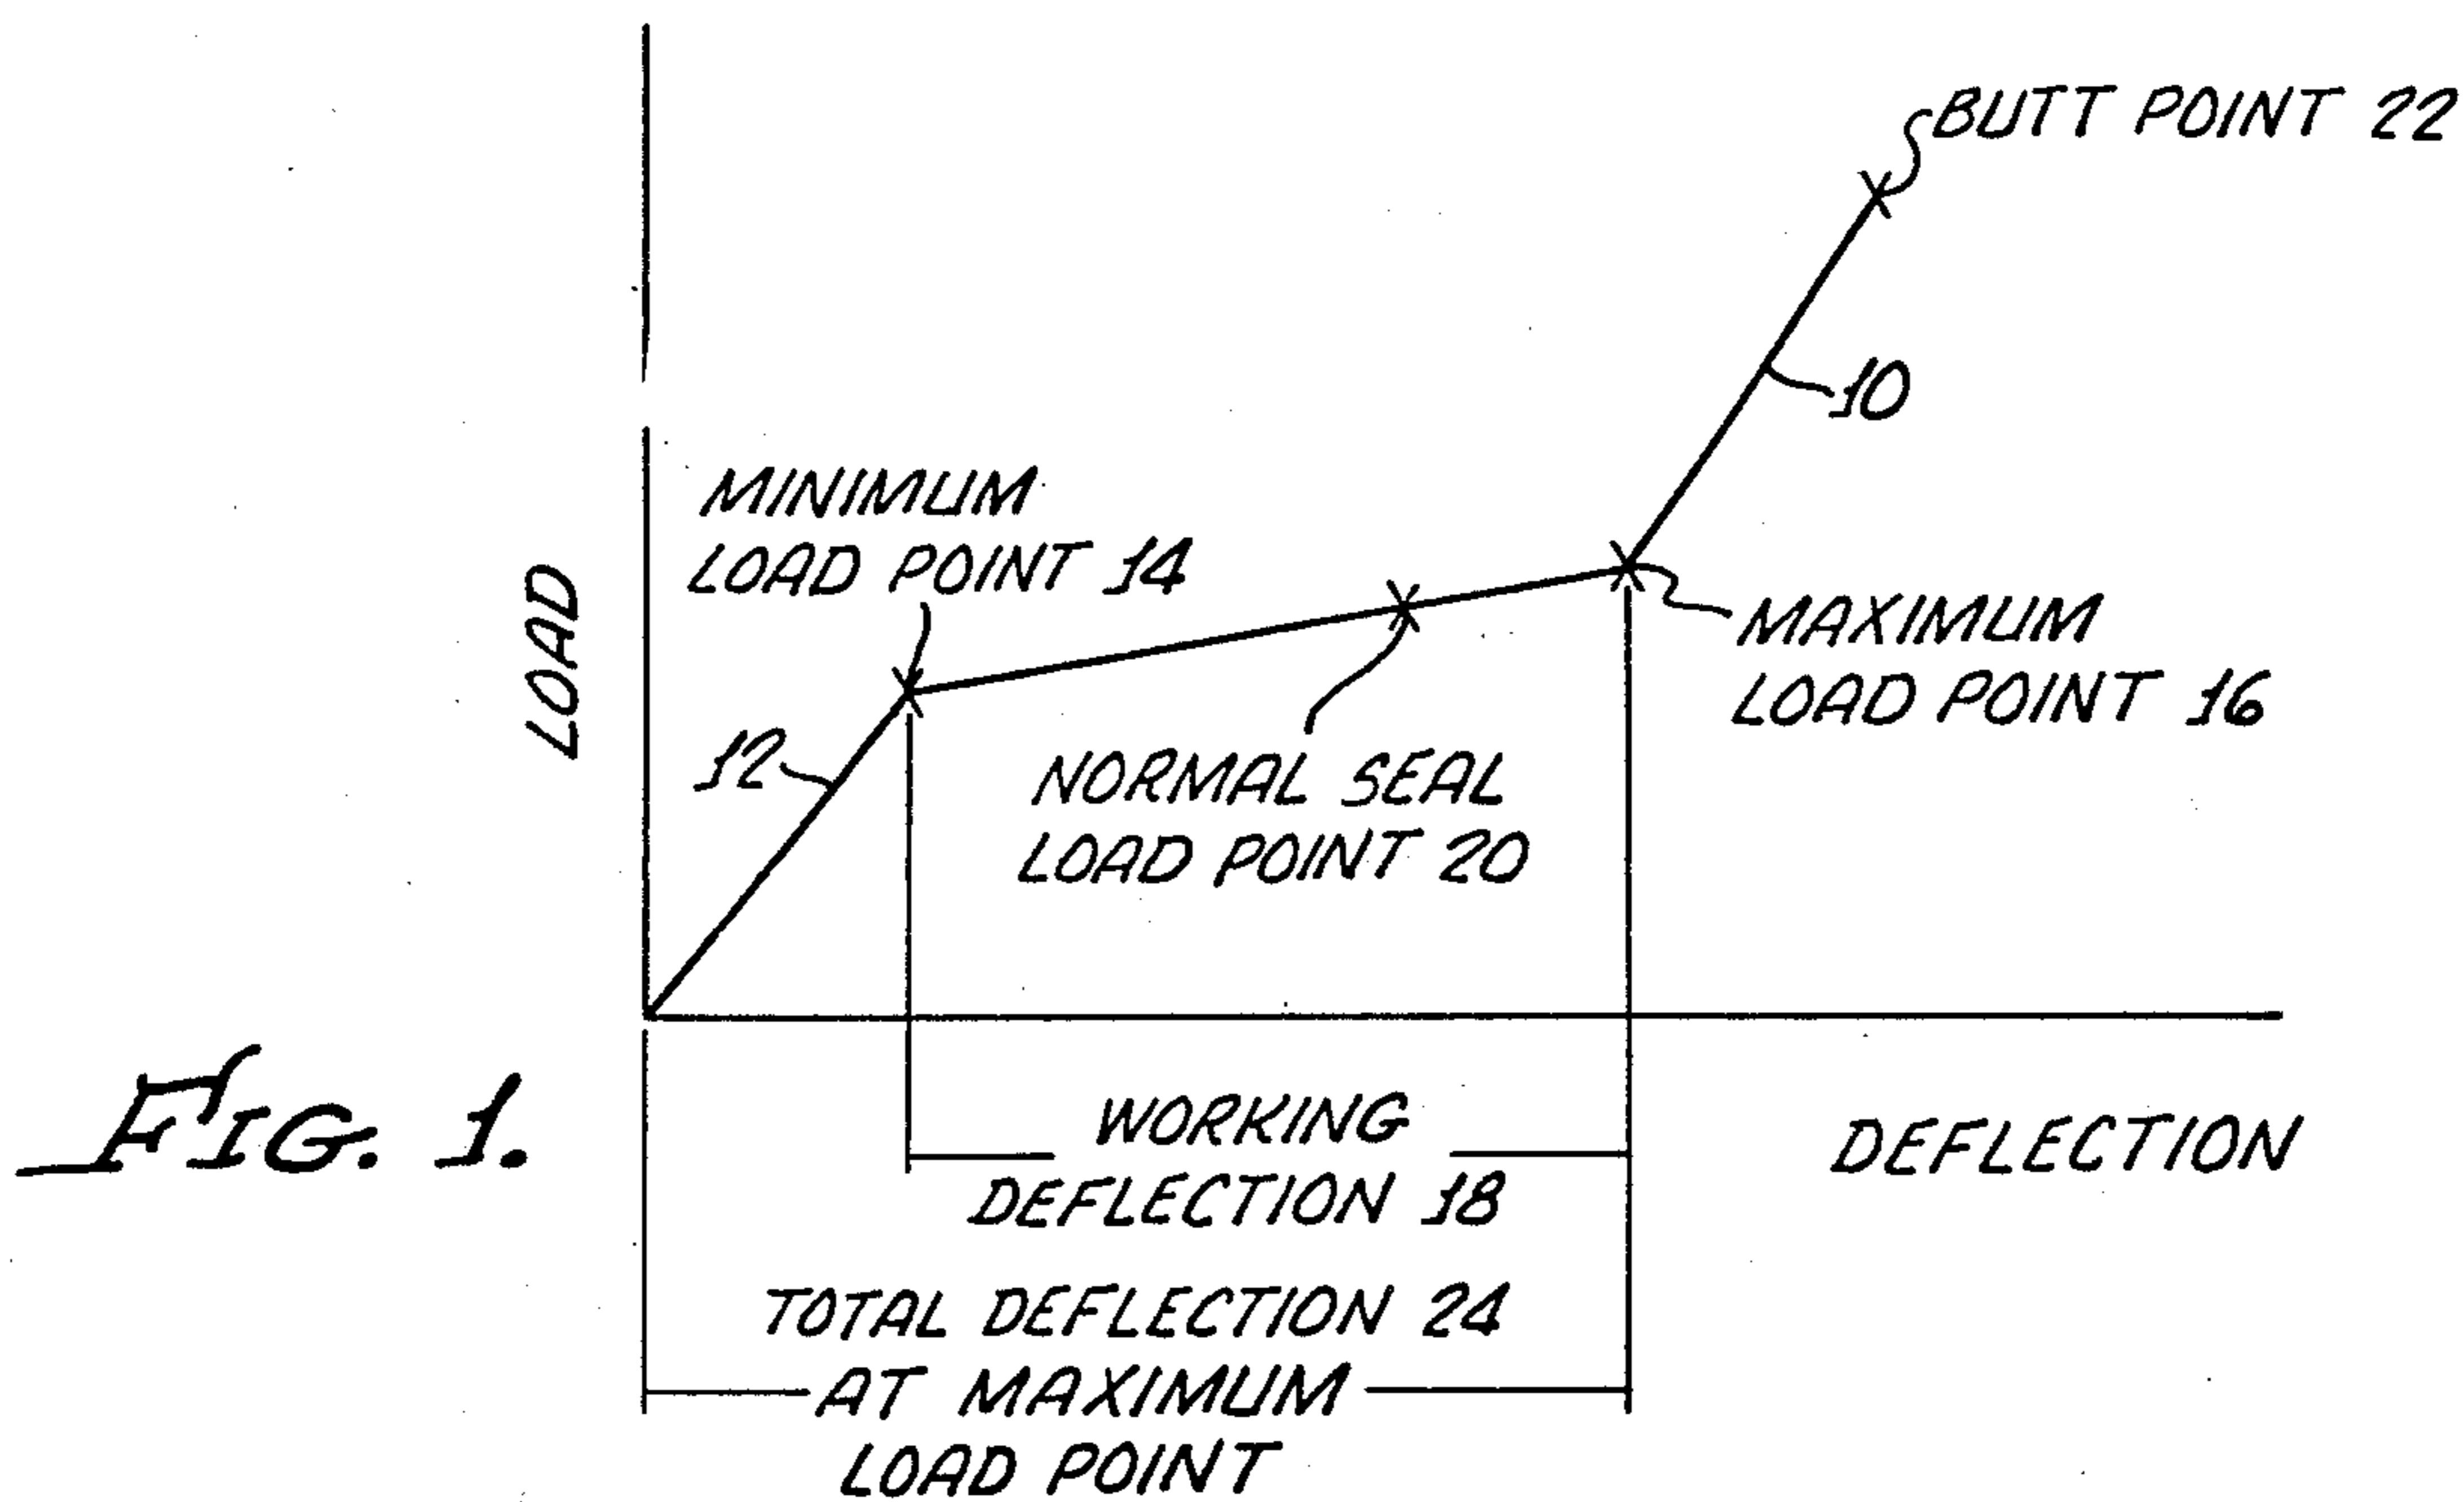 BUTT POINT 22
10
MINIMUM
LOAD POINT 14
LOAD
MAXIMUM
LOAD POINT 16
12
NORMAL SEAL
LOAD POINT 20
FIG. 1.
WORKING
DEFLECTION 18
DEFLECTION
TOTAL DEFLECTION 24
AT MAXIMUM
LOAD POINT